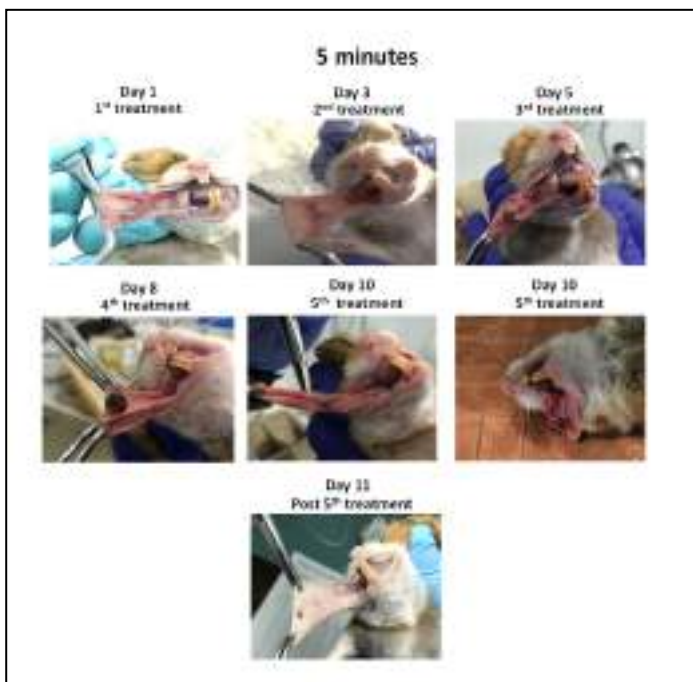 5 minutes
Day 1
1st treatment
Day 3
2nd treatment
Day 5
3rd treatment
Day 8
4th treatment
Day 10
5th treatment
Day 10
5th treatment
Day 11
Post 5th treatment